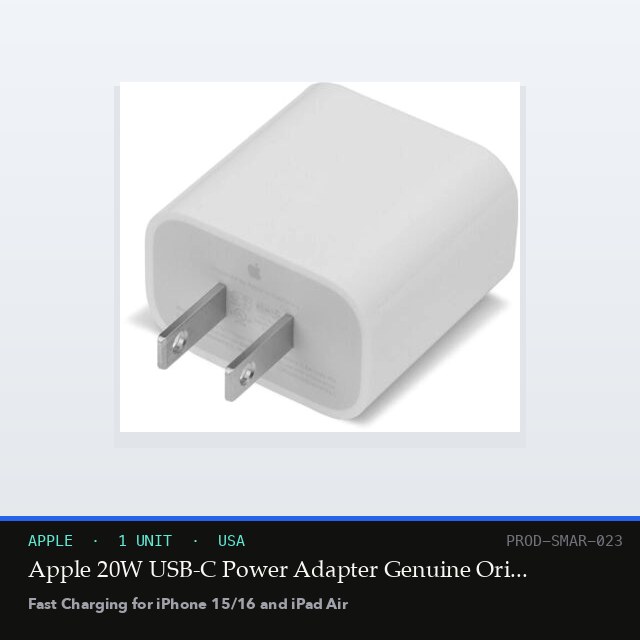 APPLE · 1 UNIT · USA
PROD-SMAR-023
Apple 20W USB-C Power Adapter Genuine Ori...
Fast Charging for iPhone 15/16 and iPad Air